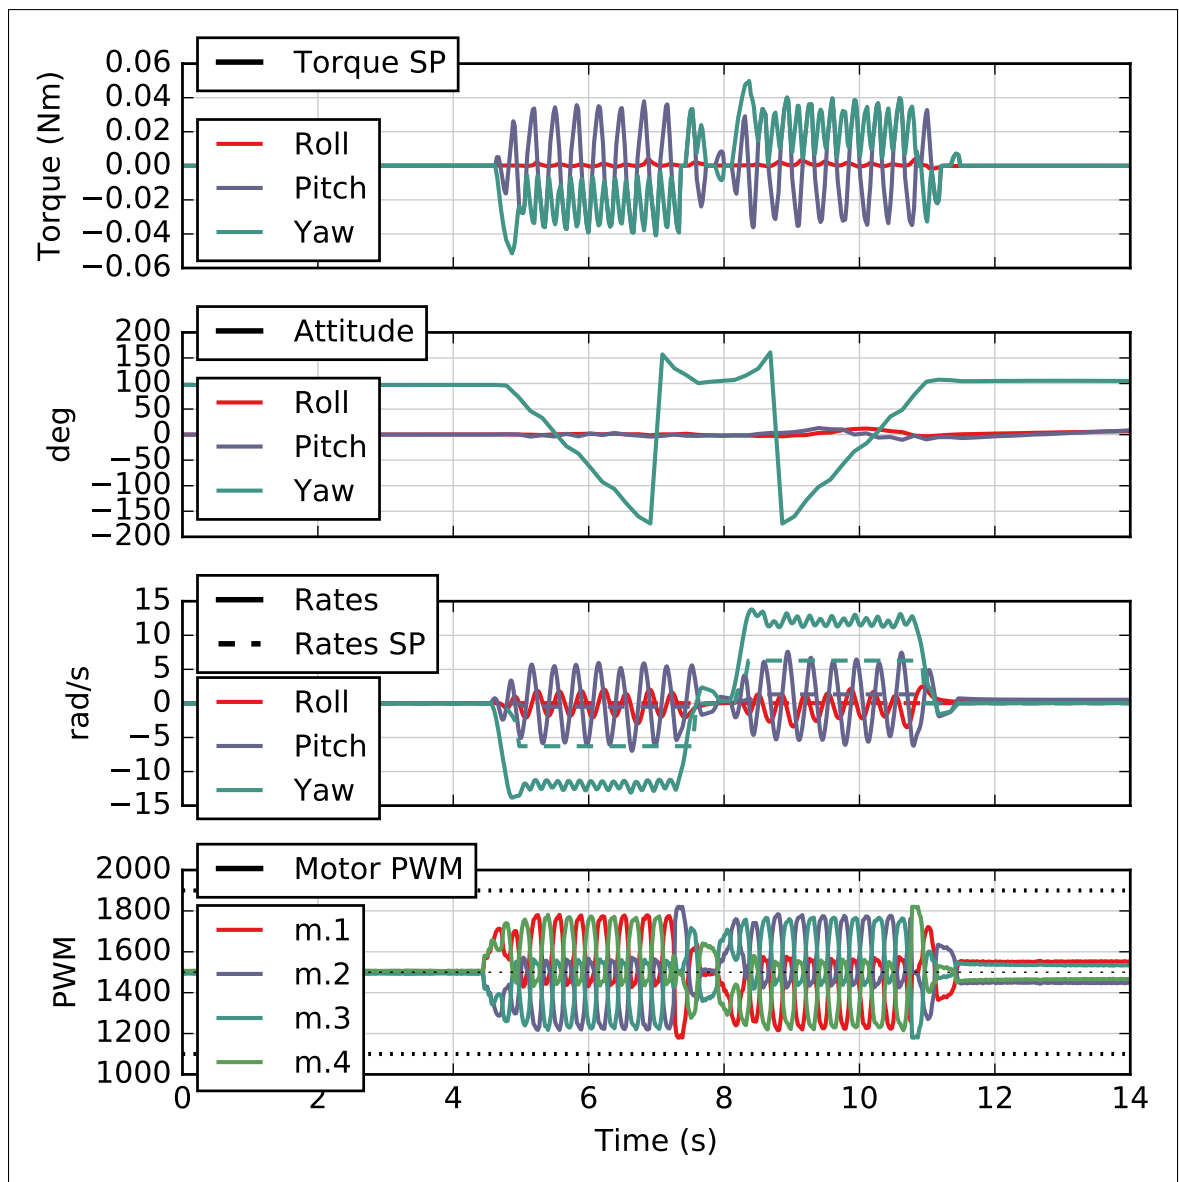 Torque SP
0.06
0.04
0.02
0.00
−0.02
−0.04
−0.06
Torque (Nm)
Roll
Pitch
Yaw
Attitude
200
150
100
50
0
−50
−100
−150
−200
deg
Roll
Pitch
Yaw
Rates
Rates SP
15
10
5
0
−5
−10
−15
rad/s
Roll
Pitch
Yaw
Motor PWM
2000
1800
1600
1400
1200
1000
PWM
m.1
m.2
m.3
m.4
0 2 4 6 8 10 12 14
Time (s)